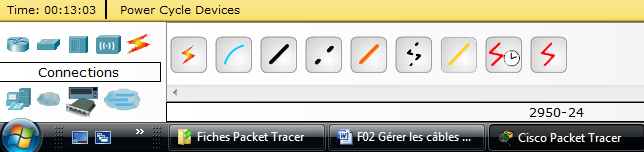 Time: 00:13:03 Power Cycle Devices
Connections
2950-24
Fiches Packet Tracer F02 Gérer les câbles ... Cisco Packet Tracer